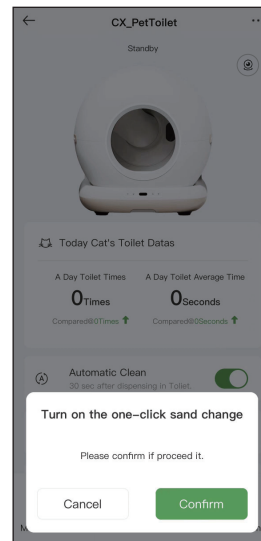 CX_PetToilet
Standby
Today Cat's Toilet Datas
A Day Toilet Times
A Day Toilet Average Time
0Times
0Seconds
Compared@0Times ↑
Compared@0Seconds ↑
Automatic Clean
30 sec after dispensing in Toliet.
Turn on the one-click sand change
Please confirm if proceed it.
Cancel
Confirm